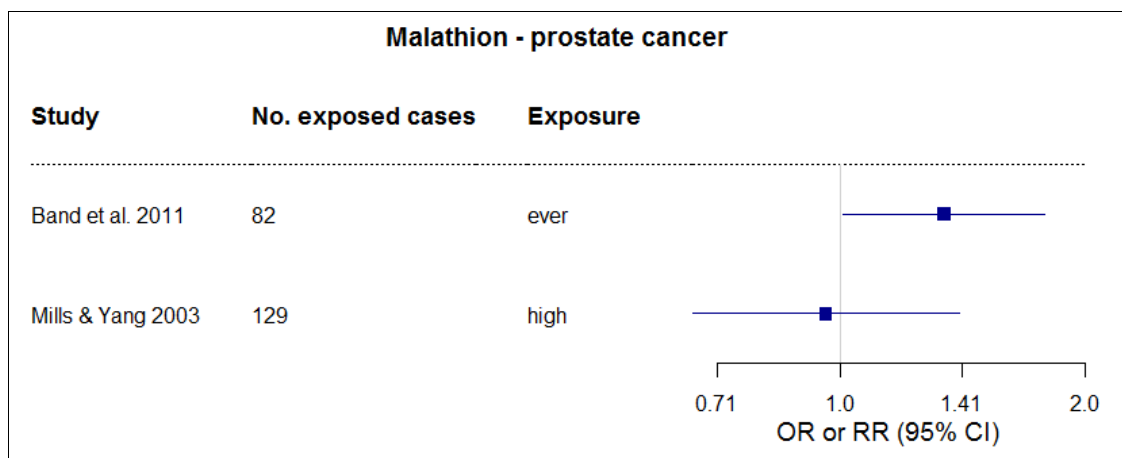 Malathion - prostate cancer
Study No. exposed cases Exposure
Band et al. 2011 82 ever
Mills & Yang 2003 129 high
0.71 1.0 1.41 2.0
OR or RR (95% CI)